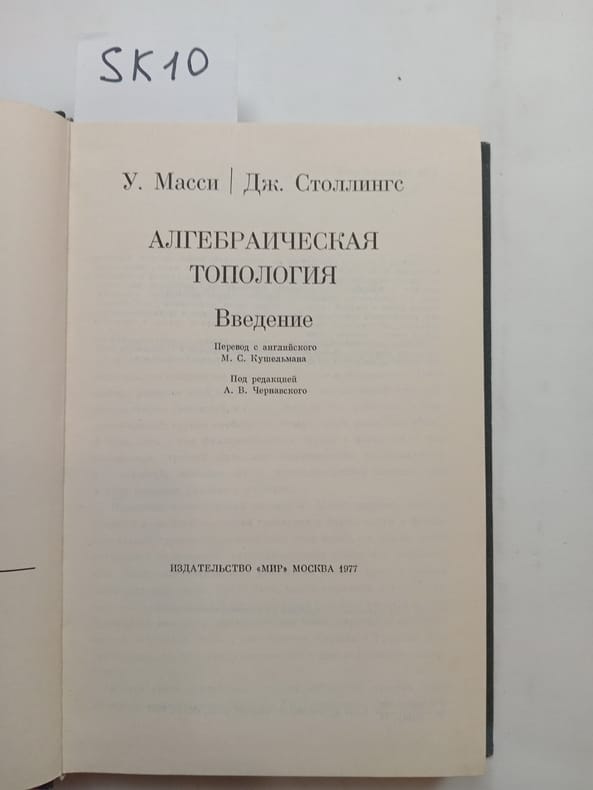 SK10
У. Масси | Дж. Столлингс
АЛГЕБРАИЧЕСКАЯ
ТОПОЛОГИЯ
Введение
Перевод с английского
М. С. Кушельмана
Под редакцией
А. В. Чернавского
ИЗДАТЕЛЬСТВО «МИР» МОСКВА 1977